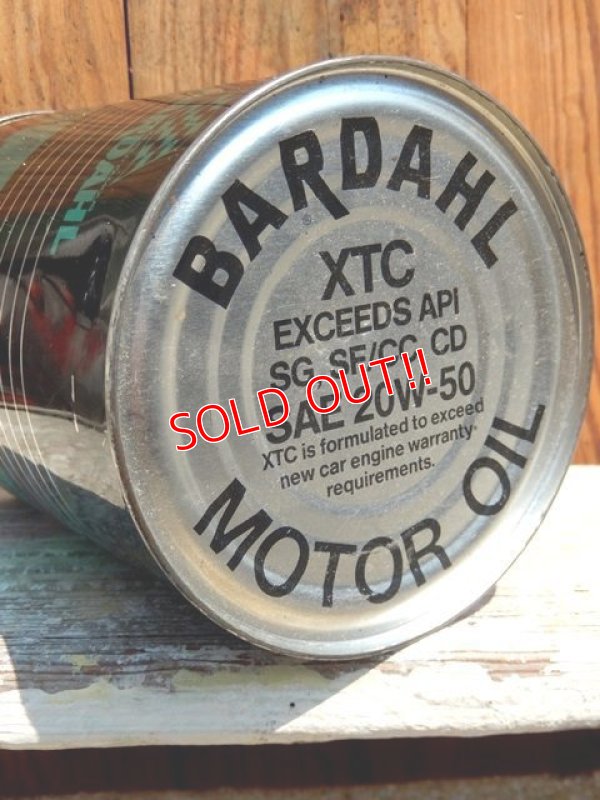 BARDAHL
XTC
EXCEEDS API
SG, SF/CC, CD
SAE 20W-50
XTC is formulated to exceed
new car engine warranty
requirements.
MOTOR OIL
SOLD OUT!!
DAHL